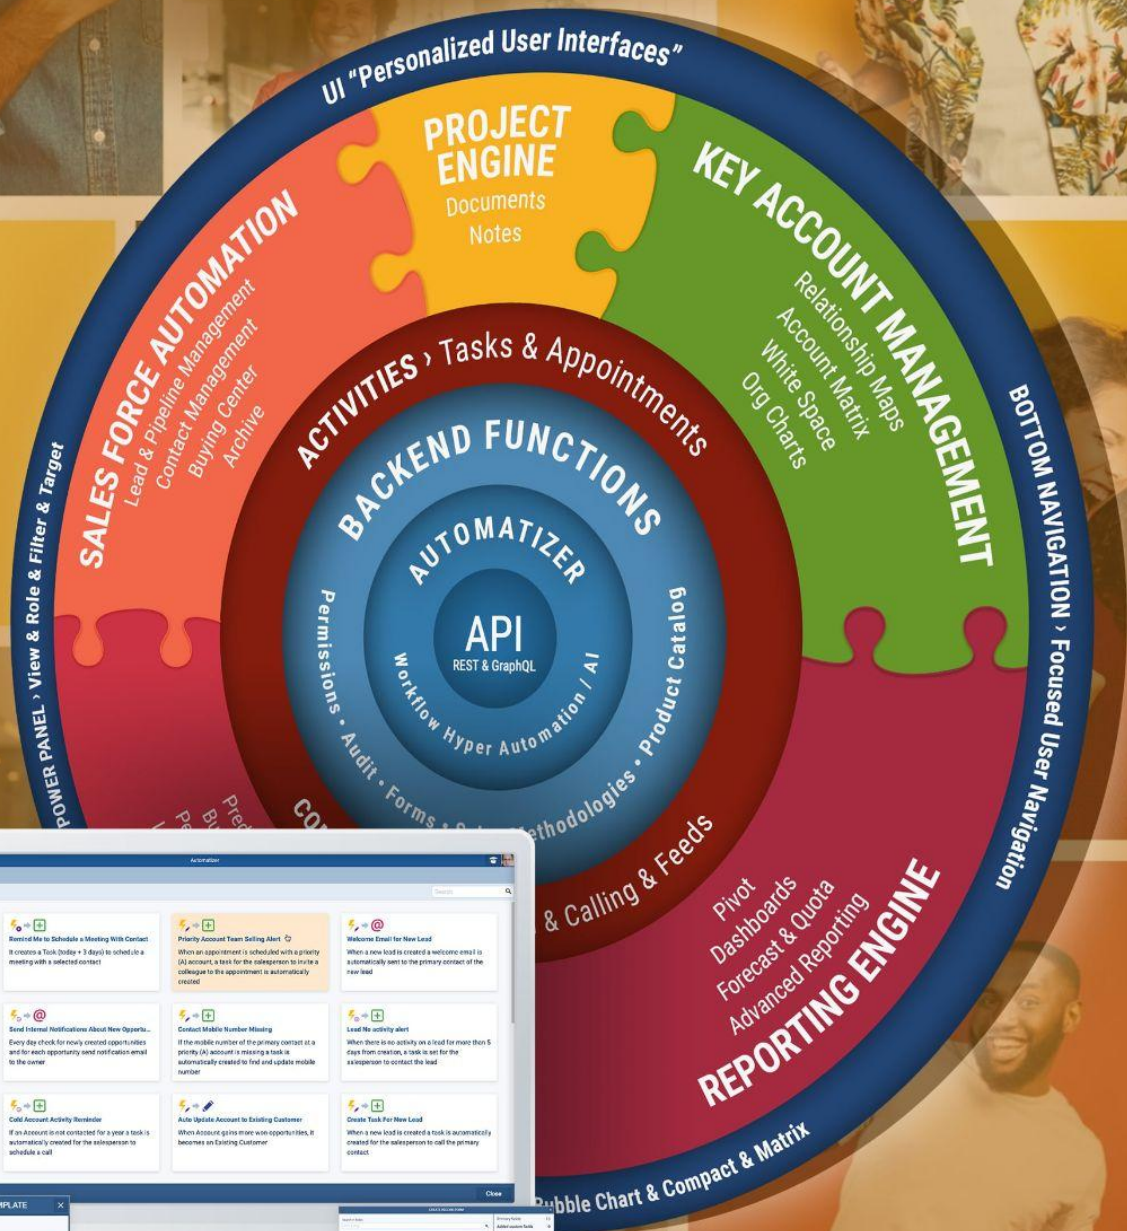 UI “Personalized User Interfaces”
PROJECT
ENGINE
Documents
Notes
SALES FORCE AUTOMATION
Lead & Pipeline Management
Contact Management
Buying Center
Archive
KEY ACCOUNT MANAGEMENT
Relationship Maps
Account Matrix
White Space
Org Charts
POWER PANEL › View & Role & Filter & Target
BOTTOM NAVIGATION › Focused User Navigation
ACTIVITIES › Tasks & Appointments
BACKEND FUNCTIONS
AUTOMATIZER
API
REST & GraphQL
Workflow Hyper Automation / AI
Permissions • Audit • Forms • ethodologies • Product Catalog
& Calling & Feeds
Pivot
Dashboards
Forecast & Quota
Advanced Reporting
REPORTING ENGINE
Bubble Chart & Compact & Matrix
Automatizer
Search
Remind Me to Schedule a Meeting With Contact
It creates a Task (today + 3 days) to schedule a
meeting with a selected contact
Priority Account Team Selling Alert
When an appointment is scheduled with a priority
(A) account, a task for the salesperson to invite a
colleague to the appointment is automatically
created
Welcome Email for New Lead
When a new lead is created a welcome email is
automatically sent to the primary contact of the
new lead
Send Internal Notifications About New Opportu...
Every day check for newly created opportunities
and for each opportunity send notification email
to the owner
Contact Mobile Number Missing
If the mobile number of the primary contact at a
priority (A) account is missing a task is
automatically created to find and update mobile
number
Lead No activity alert
When there is no activity on a lead for more than 5
days from creation, a task is set for the
salesperson to contact the lead
Cold Account Activity Reminder
If an Account is not contacted for a year a task is
automatically created for the salesperson to
schedule a call
Auto Update Account to Existing Customer
When Account gains more won opportunities, it
becomes an Existing Customer
Create Task For New Lead
When a new lead is created a task is automatically
created for the salesperson to call the primary
contact
Close
MPLATE